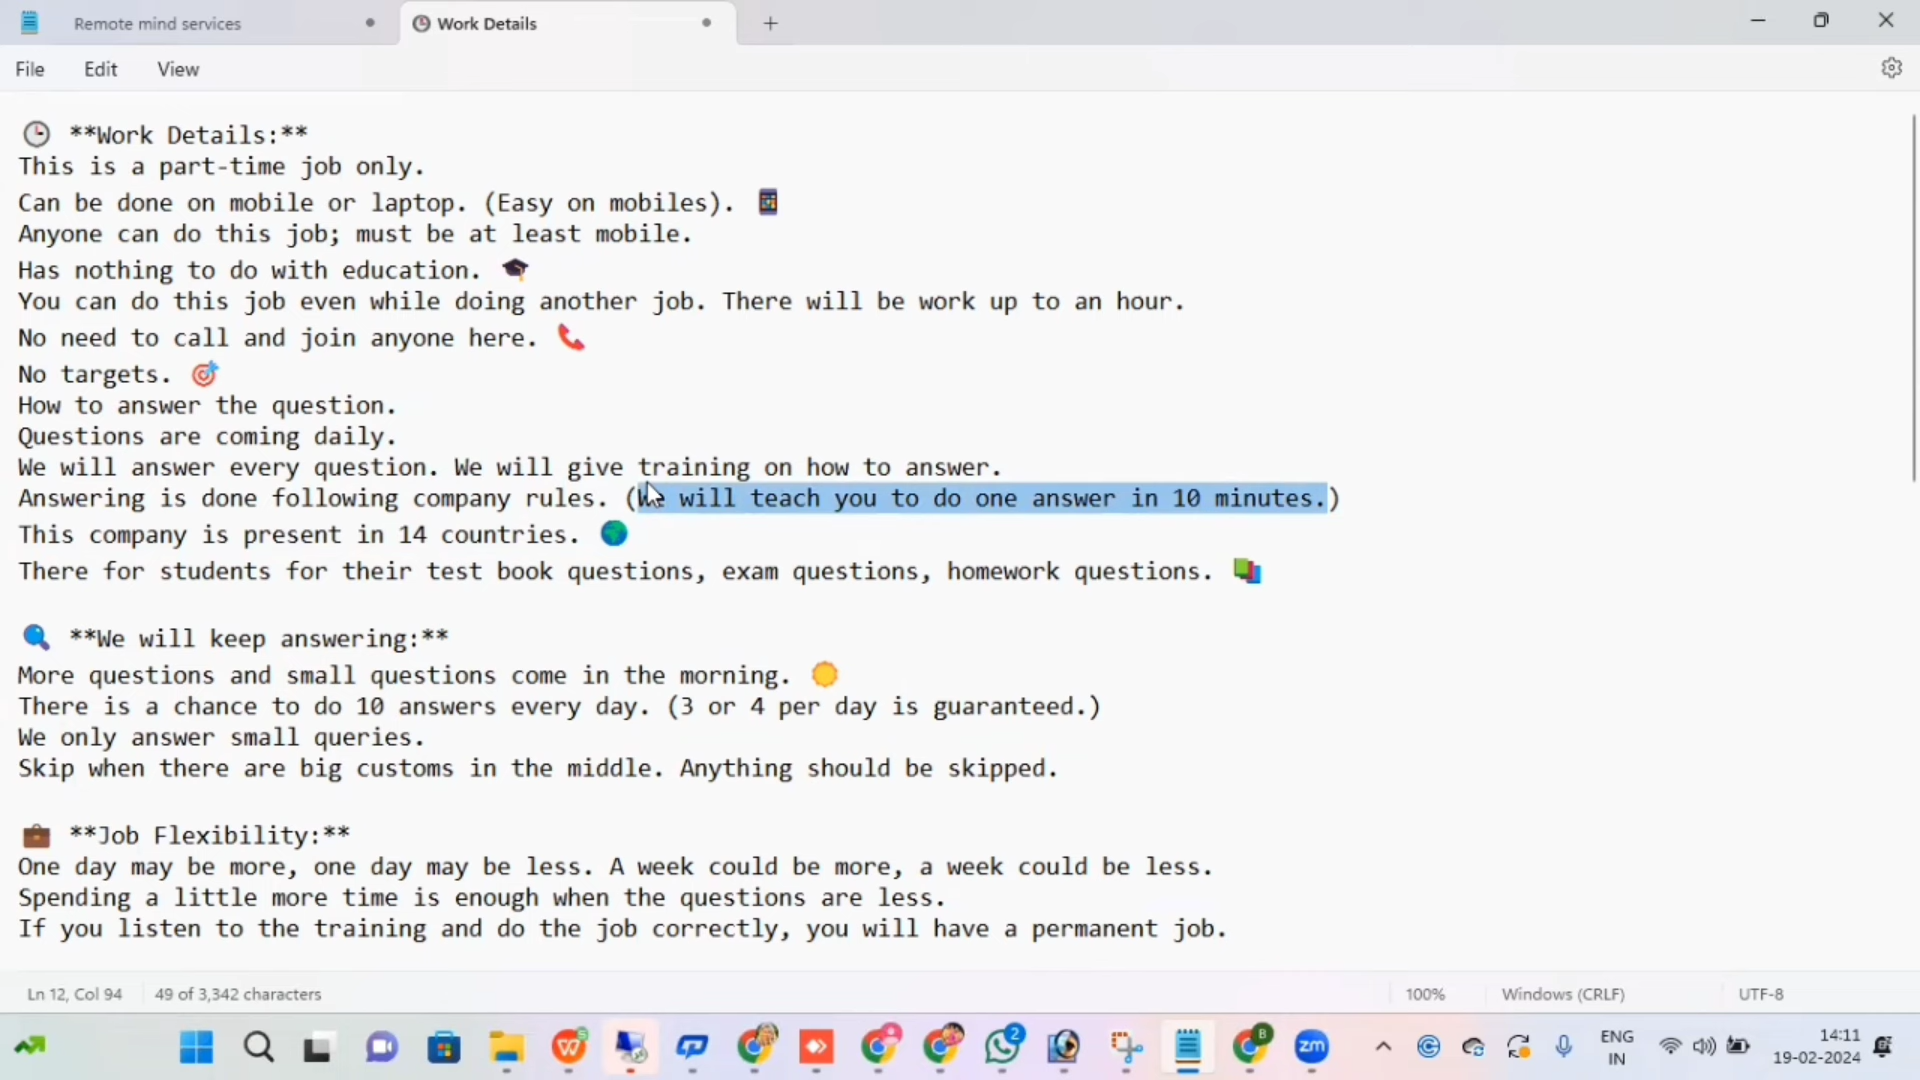 Remote mind services
Work Details
File Edit View
**Work Details:**
This is a part-time job only.
Can be done on mobile or laptop. (Easy on mobiles).
Anyone can do this job; must be at least mobile.
Has nothing to do with education.
You can do this job even while doing another job. There will be work up to an hour.
No need to call and join anyone here.
No targets.
How to answer the question.
Questions are coming daily.
We will answer every question. We will give training on how to answer.
Answering is done following company rules. (We will teach you to do one answer in 10 minutes.)
This company is present in 14 countries.
There for students for their test book questions, exam questions, homework questions.
**We will keep answering:**
More questions and small questions come in the morning.
There is a chance to do 10 answers every day. (3 or 4 per day is guaranteed.)
We only answer small queries.
Skip when there are big customs in the middle. Anything should be skipped.
**Job Flexibility:**
One day may be more, one day may be less. A week could be more, a week could be less.
Spending a little more time is enough when the questions are less.
If you listen to the training and do the job correctly, you will have a permanent job.
Ln 12, Col 94 49 of 3,342 characters 100% Windows (CRLF) UTF-8
W 5 2 B zm
ENG
IN
14:11
19-02-2024